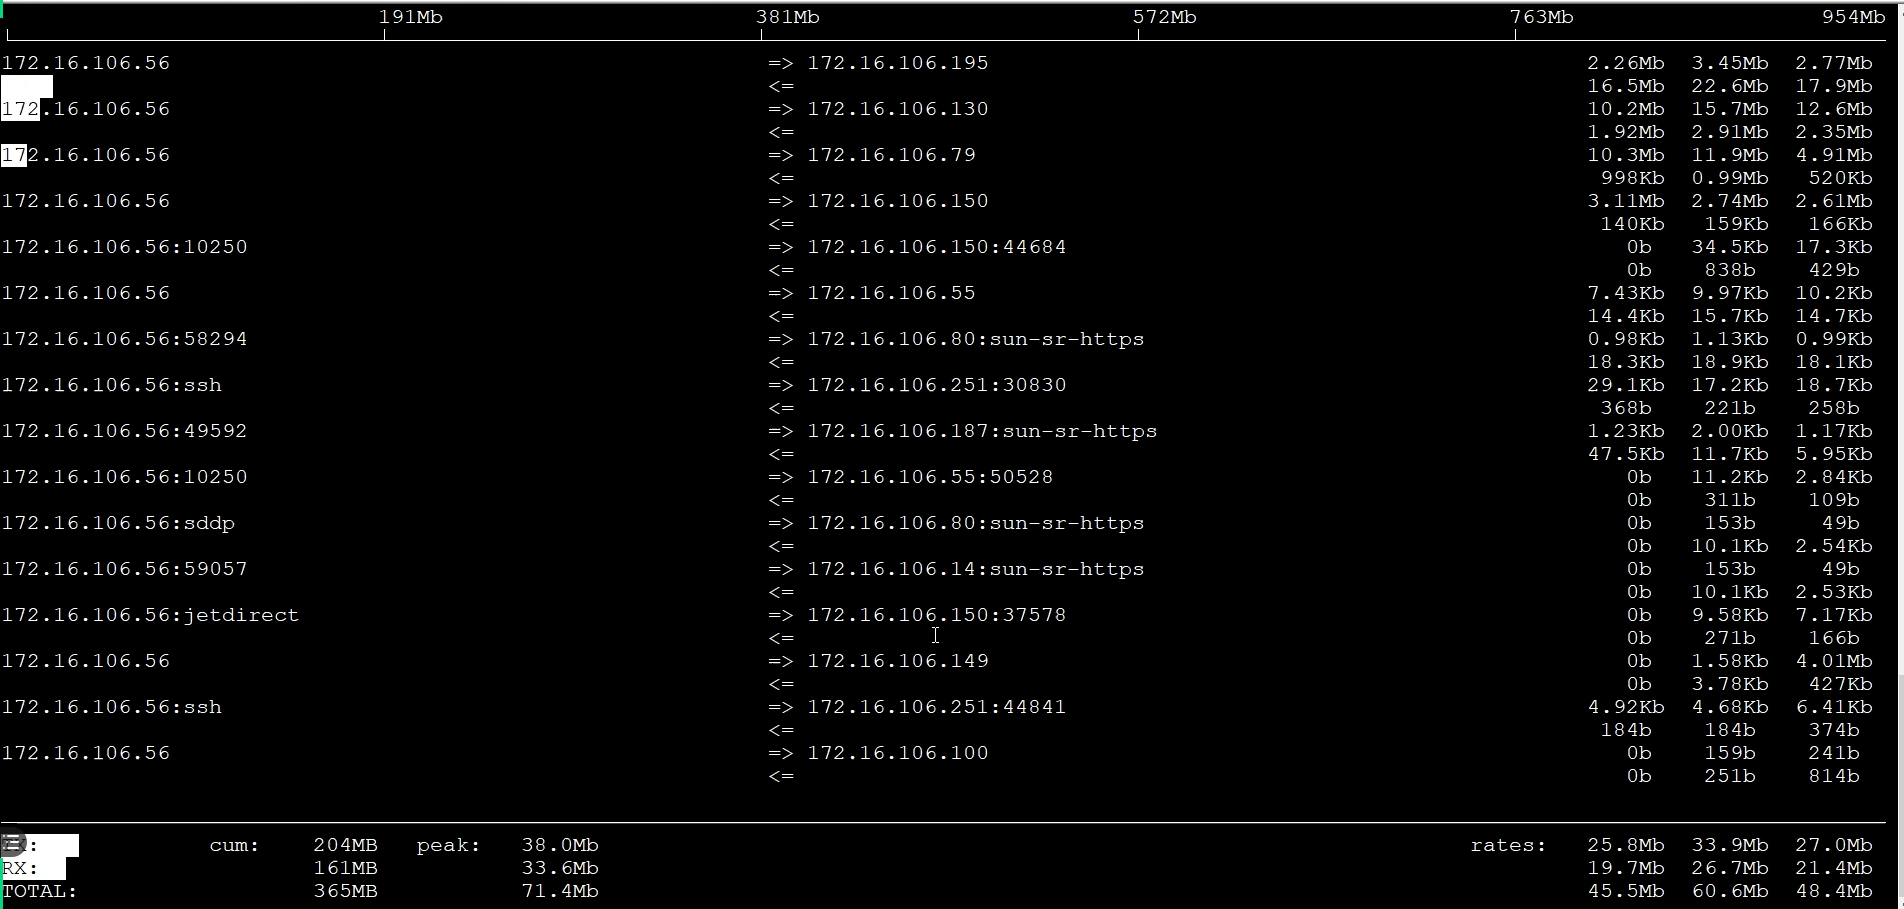 191Mb 381Mb 572Mb 763Mb 954Mb
172.16.106.56 => 172.16.106.195 2.26Mb 3.45Mb 2.77Mb
<= 16.5Mb 22.6Mb 17.9Mb
172.16.106.56 => 172.16.106.130 10.2Mb 15.7Mb 12.6Mb
<= 1.92Mb 2.91Mb 2.35Mb
172.16.106.56 => 172.16.106.79 10.3Mb 11.9Mb 4.91Mb
<= 998Kb 0.99Mb 520Kb
172.16.106.56 => 172.16.106.150 3.11Mb 2.74Mb 2.61Mb
<= 140Kb 159Kb 166Kb
172.16.106.56:10250 => 172.16.106.150:44684 0b 34.5Kb 17.3Kb
<= 0b 838b 429b
172.16.106.56 => 172.16.106.55 7.43Kb 9.97Kb 10.2Kb
<= 14.4Kb 15.7Kb 14.7Kb
172.16.106.56:58294 => 172.16.106.80:sun-sr-https 0.98Kb 1.13Kb 0.99Kb
<= 18.3Kb 18.9Kb 18.1Kb
172.16.106.56:ssh => 172.16.106.251:30830 29.1Kb 17.2Kb 18.7Kb
<= 368b 221b 258b
172.16.106.56:49592 => 172.16.106.187:sun-sr-https 1.23Kb 2.00Kb 1.17Kb
<= 47.5Kb 11.7Kb 5.95Kb
172.16.106.56:10250 => 172.16.106.55:50528 0b 11.2Kb 2.84Kb
<= 0b 311b 109b
172.16.106.56:sddp => 172.16.106.80:sun-sr-https 0b 153b 49b
<= 0b 10.1Kb 2.54Kb
172.16.106.56:59057 => 172.16.106.14:sun-sr-https 0b 153b 49b
<= 0b 10.1Kb 2.53Kb
172.16.106.56:jetdirect => 172.16.106.150:37578 0b 9.58Kb 7.17Kb
<= 0b 271b 166b
172.16.106.56 => 172.16.106.149 0b 1.58Kb 4.01Mb
<= 0b 3.78Kb 427Kb
172.16.106.56:ssh => 172.16.106.251:44841 4.92Kb 4.68Kb 6.41Kb
<= 184b 184b 374b
172.16.106.56 => 172.16.106.100 0b 159b 241b
<= 0b 251b 814b
cum: 204MB peak: 38.0Mb rates: 25.8Mb 33.9Mb 27.0Mb
RX: 161MB 33.6Mb 19.7Mb 26.7Mb 21.4Mb
TOTAL: 365MB 71.4Mb 45.5Mb 60.6Mb 48.4Mb